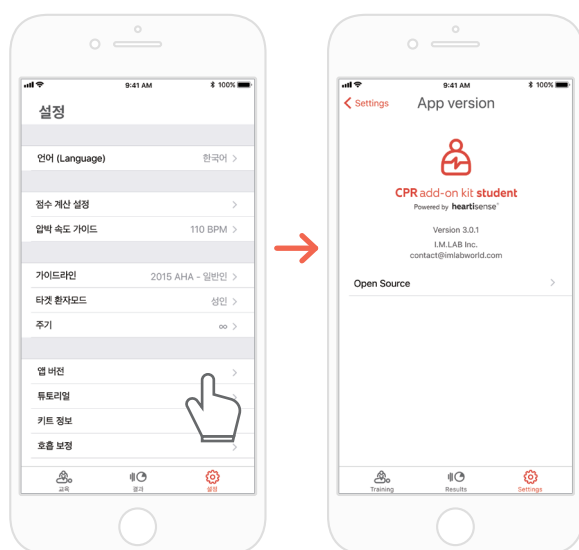 9:41 AM
100%
설정
언어 (Language) 한국어
점수 계산 설정
압박 속도 가이드 110 BPM
가이드라인 2015 AHA - 일반인
타겟 환자모드 성인
주기 ∞
앱 버전
튜토리얼
키트 정보
호흡 보정
교육 결과 설정
9:41 AM
100%
Settings App version
CPR add-on kit student
Powered by heartisense®
Version 3.0.1
I.M.LAB Inc.
contact@imlabworld.com
Open Source
Training Results Settings